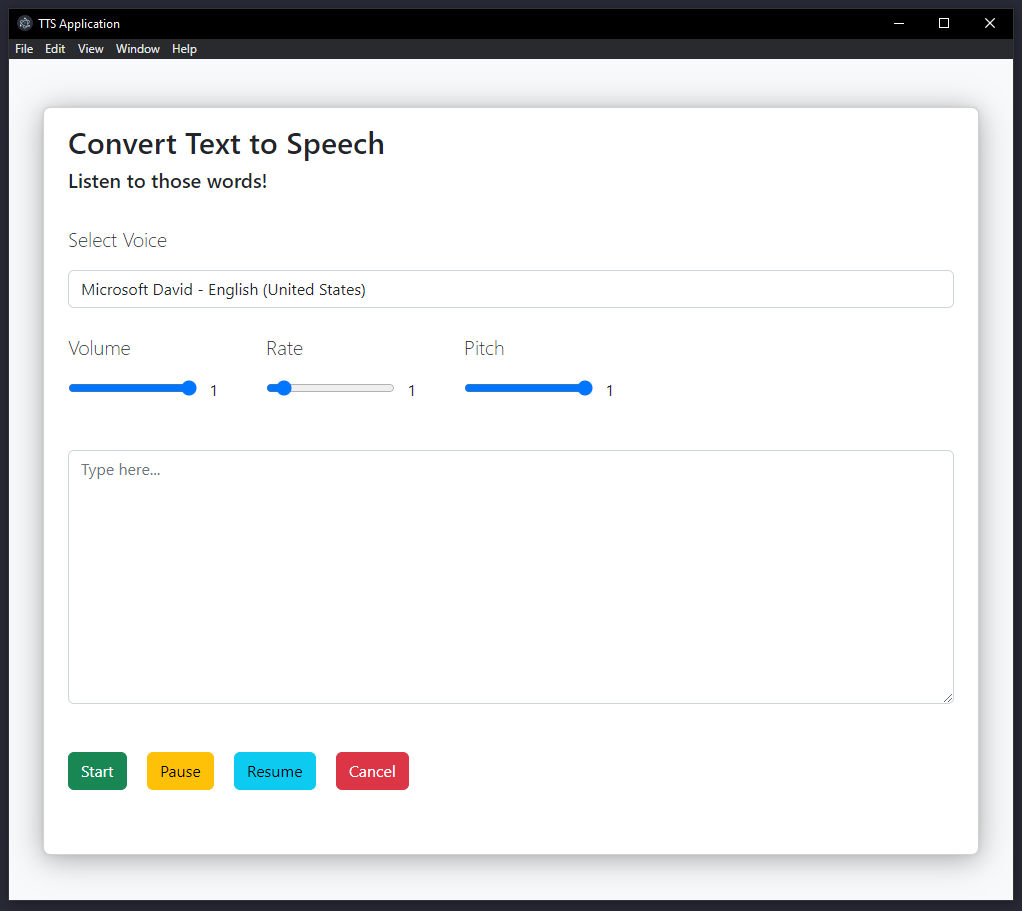 TTS Application
File Edit View Window Help
Convert Text to Speech
Listen to those words!
Select Voice
Microsoft David - English (United States)
Volume Rate Pitch
1 1 1
Type here...
Start Pause Resume Cancel